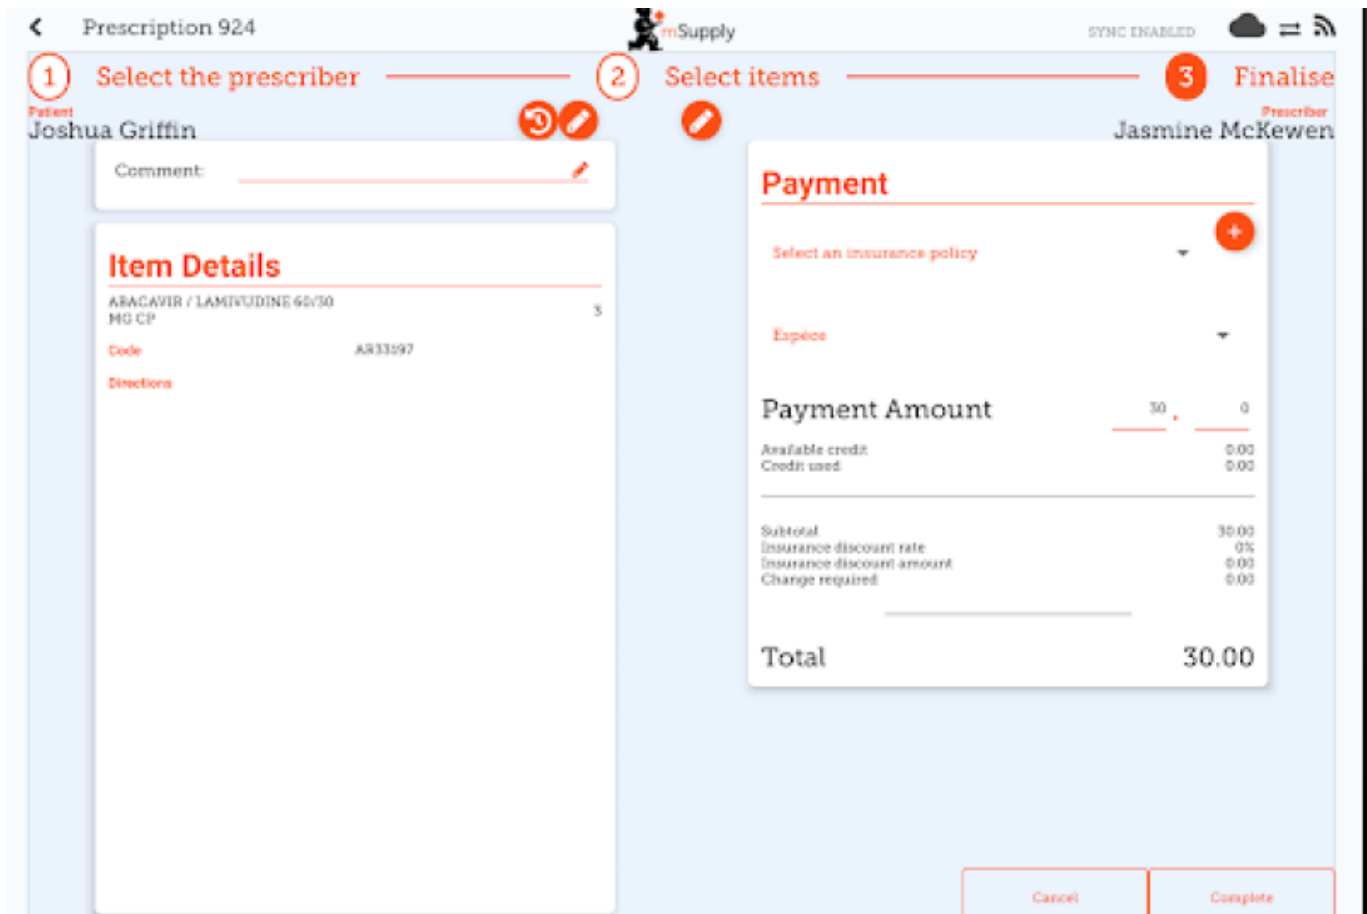 Prescription 924
mSupply
SYNC ENABLED
1 Select the prescriber
2 Select items
3 Finalise
Patient
Joshua Griffin
Prescriber
Jasmine McKewen
Comment:
Item Details
ABACAVIR / LAMIVUDINE 60/30
MG CP
3
Code AR33197
Directions
Payment
Select an insurance policy
+
Espèce
Payment Amount 30 . 0
Available credit 0.00
Credit used 0.00
Subtotal 30.00
Insurance discount rate 0%
Insurance discount amount 0.00
Change required 0.00
Total 30.00
Cancel
Complete